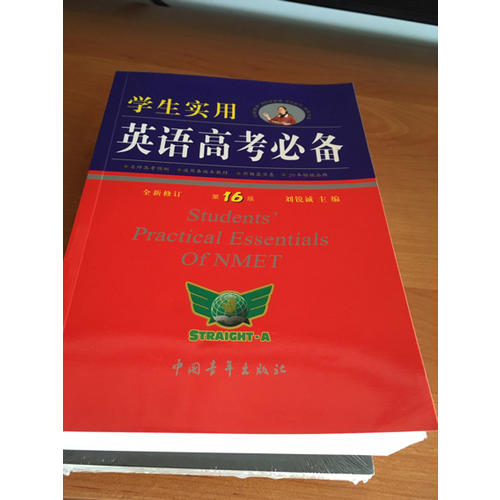 学生实用
英语高考必备
全新修订 第16版 刘锐诚 主编
Students'
Practical Essentials
Of NMET
STRAIGHT-A
中国青年出版社